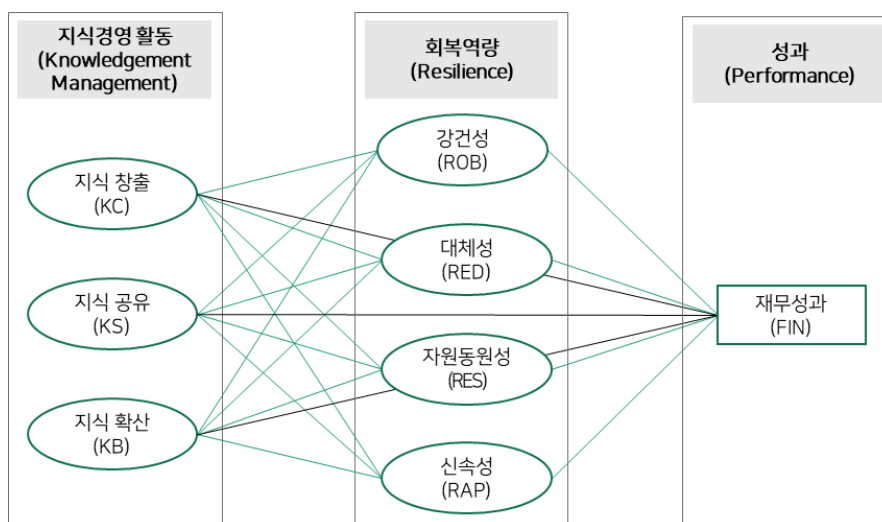 지식경영 활동
(Knowledgement
Management)
회복역량
(Resilience)
성과
(Performance)
지식 창출
(KC)
지식 공유
(KS)
지식 확산
(KB)
강건성
(ROB)
대체성
(RED)
자원동원성
(RES)
신속성
(RAP)
재무성과
(FIN)